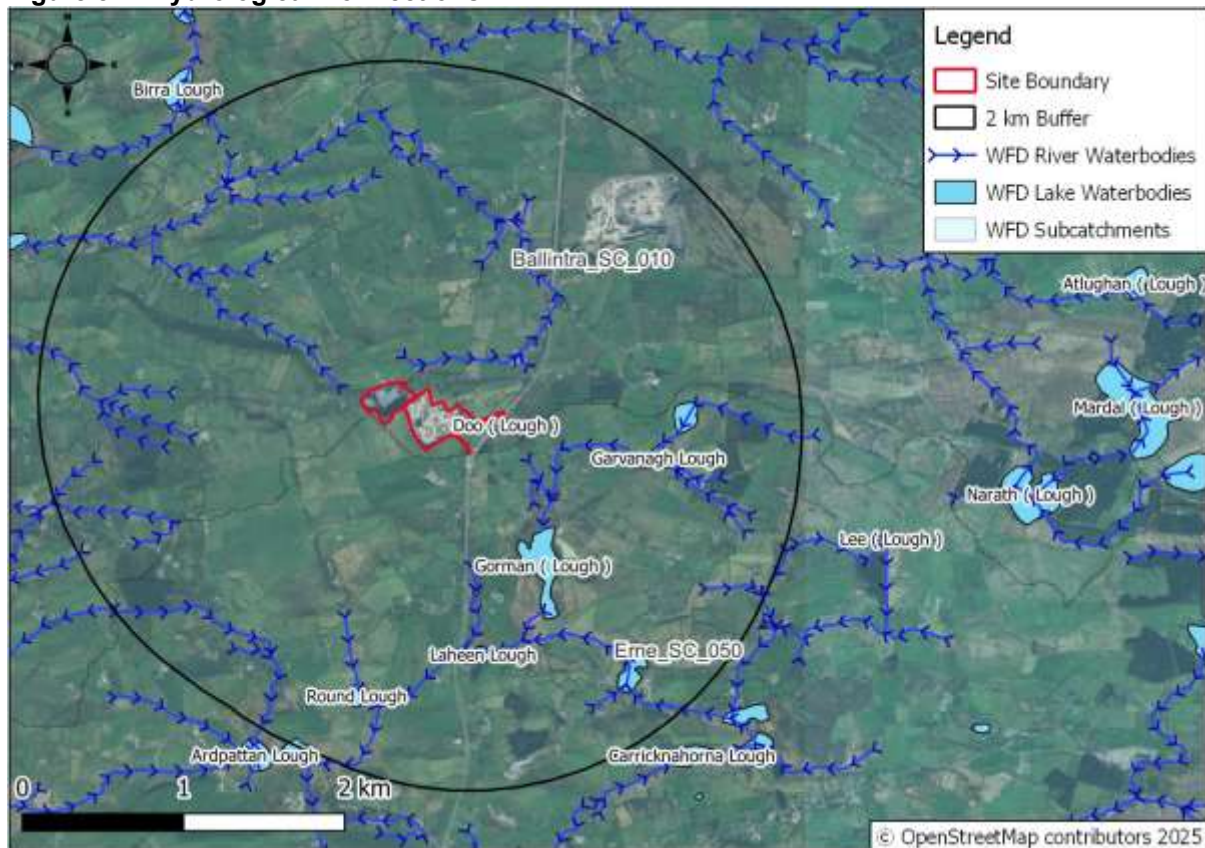 Legend
Site Boundary
2 km Buffer
WFD River Waterbodies
WFD Lake Waterbodies
WFD Subcatchments
Birra Lough
Ballintra_SC_010
Atlughan ( Lough )
Mardal ( Lough )
Doo ( Lough )
Garvanagh Lough
Narath ( Lough )
Lee ( Lough )
Gorman ( Lough )
Laheen Lough
Erne_SC_050
Round Lough
Ardpattan Lough
Carricknahorna Lough
0 1 2 km
© OpenStreetMap contributors 2025